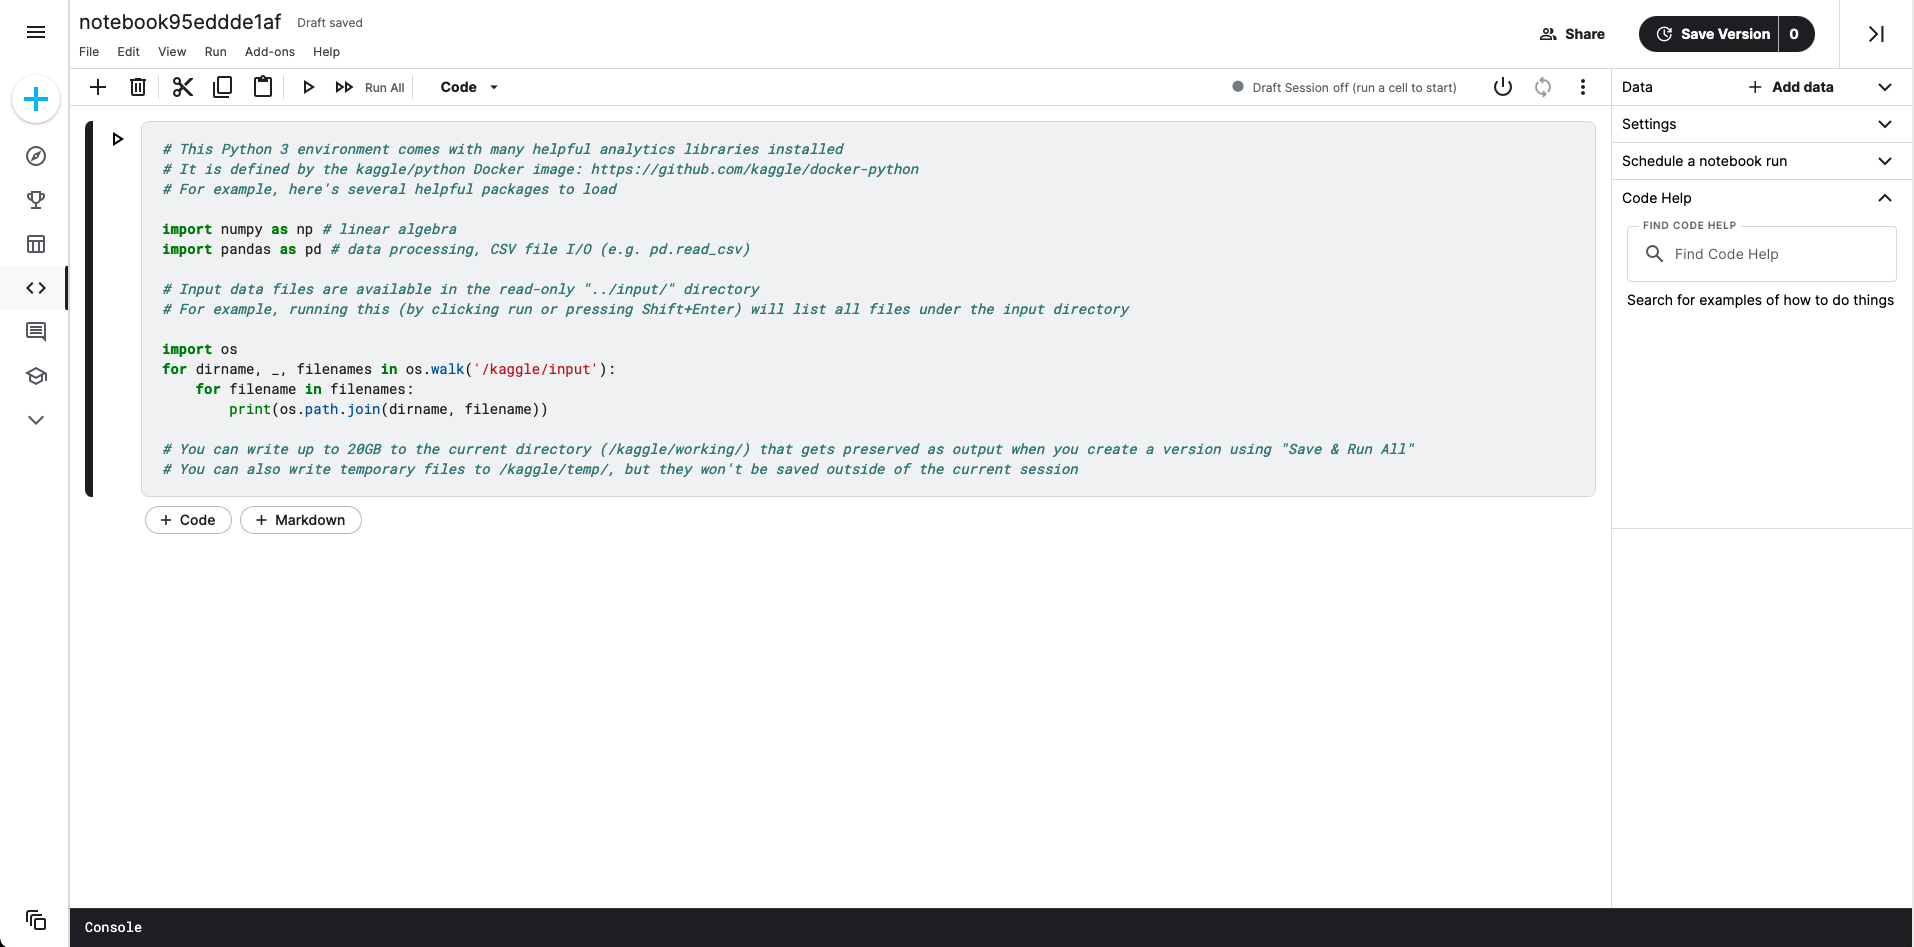 notebook95eddde1af Draft saved
File Edit View Run Add-ons Help
Share
Save Version 0
Run All Code
Draft Session off (run a cell to start)
# This Python 3 environment comes with many helpful analytics libraries installed
# It is defined by the kaggle/python Docker image: https://github.com/kaggle/docker-python
# For example, here's several helpful packages to load
import numpy as np # linear algebra
import pandas as pd # data processing, CSV file I/O (e.g. pd.read_csv)
# Input data files are available in the read-only "../input/" directory
# For example, running this (by clicking run or pressing Shift+Enter) will list all files under the input directory
import os
for dirname, _, filenames in os.walk('/kaggle/input'):
    for filename in filenames:
        print(os.path.join(dirname, filename))
# You can write up to 20GB to the current directory (/kaggle/working/) that gets preserved as output when you create a version using "Save & Run All"
# You can also write temporary files to /kaggle/temp/, but they won't be saved outside of the current session
+ Code + Markdown
Data + Add data
Settings
Schedule a notebook run
Code Help
FIND CODE HELP
Find Code Help
Search for examples of how to do things
Console